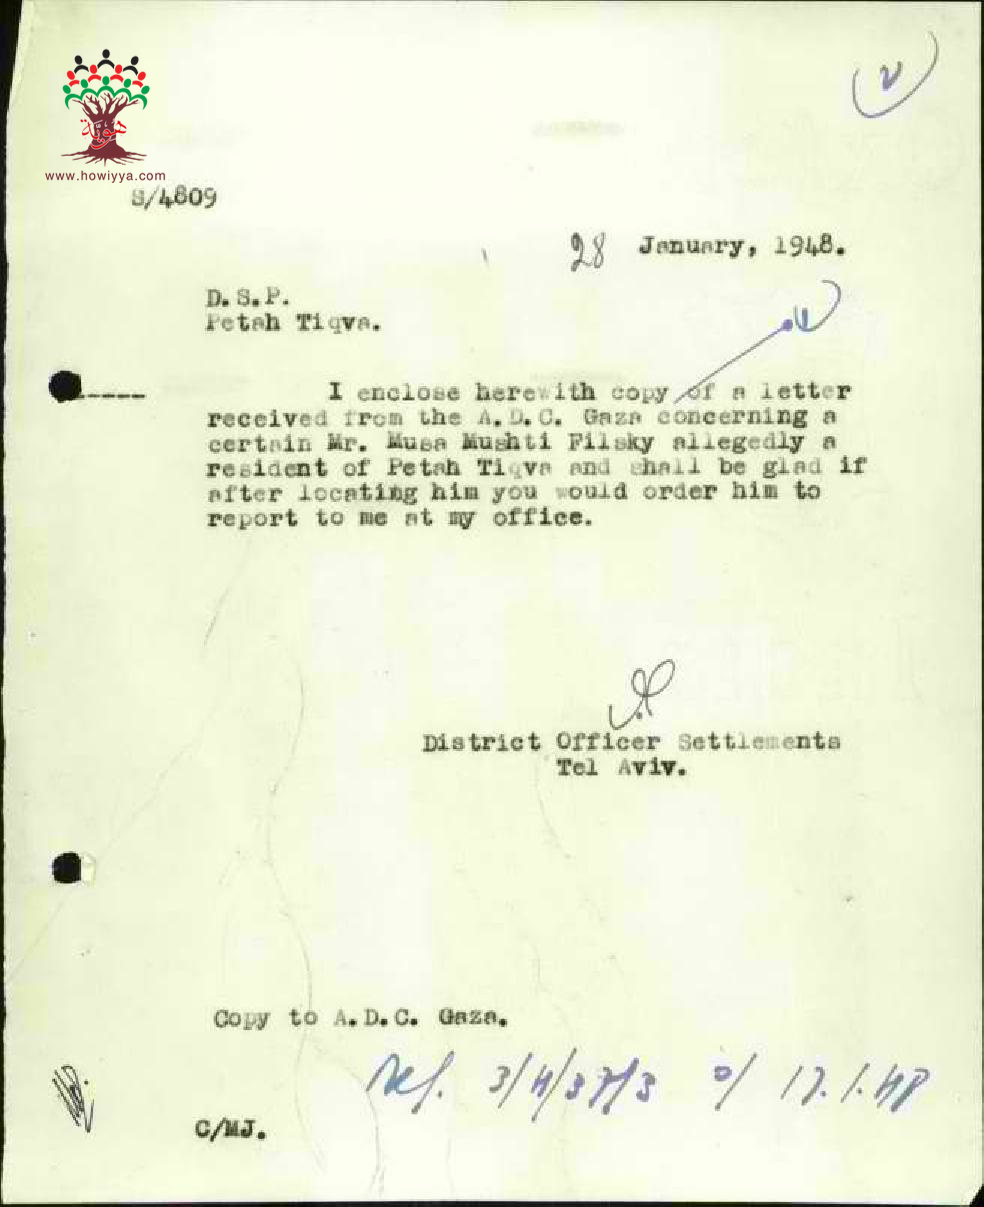 هوية
www.howiyya.com
S/4809
28 January, 1948.
D.S.P.
Petah Tiqva.
I enclose herewith copy of a letter
received from the A.D.C. Gaza concerning a
certain Mr. Musa Mushti Filsky allegedly a
resident of Petah Tiqva and shall be glad if
after locating him you would order him to
report to me at my office.
District Officer Settlements
Tel Aviv.
Copy to A.D.C. Gaza.
Ref. 3/4/37/3 17.1.48
C/MJ.